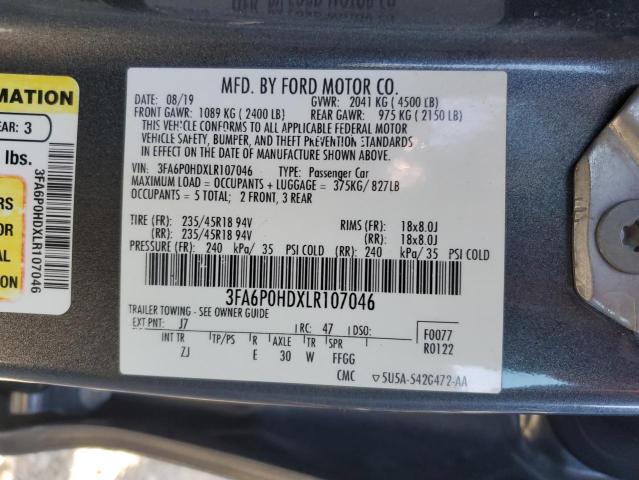 MFD. BY FORD MOTOR CO.
DATE: 08/19 GVWR: 2041 KG ( 4500 LB)
FRONT GAWR: 1089 KG ( 2400 LB) REAR GAWR: 975 KG ( 2150 LB)
THIS VEHICLE CONFORMS TO ALL APPLICABLE FEDERAL MOTOR
VEHICLE SAFETY, BUMPER, AND THEFT PREVENTION STANDARDS
IN EFFECT ON THE DATE OF MANUFACTURE SHOWN ABOVE.
VIN: 3FA6P0HDXLR107046 TYPE: Passenger Car
MAXIMUM LOAD = OCCUPANTS + LUGGAGE = 375KG/ 827LB
OCCUPANTS = 5 TOTAL; 2 FRONT, 3 REAR
TIRE (FR): 235/45R18 94V RIMS (FR): 18x8.0J
(RR): 235/45R18 94V (RR): 18x8.0J
PRESSURE (FR): 240 kPa/ 35 PSI COLD (RR): 240 kPa/ 35 PSI COLD
3FA6P0HDXLR107046
TRAILER TOWING - SEE OWNER GUIDE
EXT PNT: J7 RC: 47 DSO: F0077
R0122
INT TR TP/PS R AXLE TR SPR
ZJ E 30 W FFGG
CMC ▽5U5A-S42G472-AA
RMATION
EAR: 3
lbs.
RS
OR
AL
ION
3FA6P0HDXLR107046